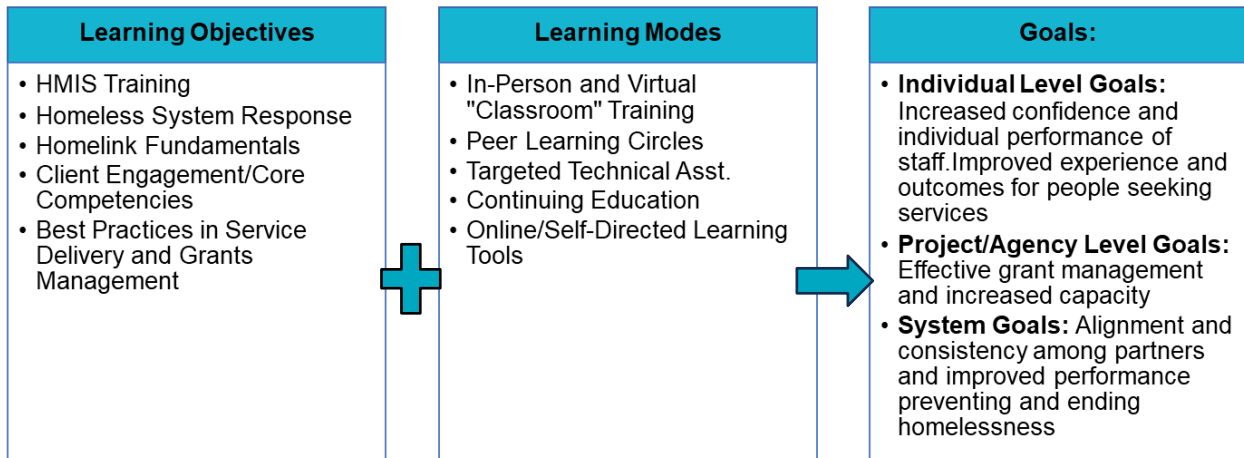 Learning Objectives
• HMIS Training
• Homeless System Response
• Homelink Fundamentals
• Client Engagement/Core
Competencies
• Best Practices in Service
Delivery and Grants
Management
Learning Modes
• In-Person and Virtual
"Classroom" Training
• Peer Learning Circles
• Targeted Technical Asst.
• Continuing Education
• Online/Self-Directed Learning
Tools
Goals:
• Individual Level Goals:
Increased confidence and
individual performance of
staff.Improved experience and
outcomes for people seeking
services
• Project/Agency Level Goals:
Effective grant management
and increased capacity
• System Goals: Alignment and
consistency among partners
and improved performance
preventing and ending
homelessness